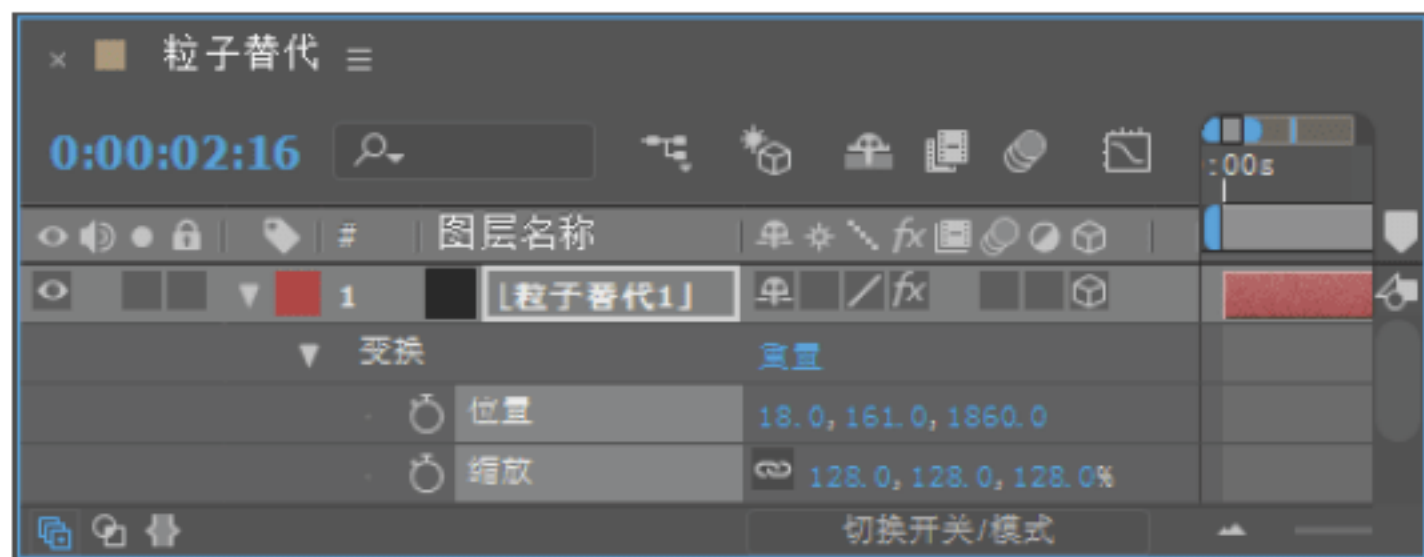 粒子替代
0:00:02:16
:00s
# 图层名称 fx
1 [粒子替代1] fx
变换 重置
位置 18.0, 161.0, 1860.0
缩放 128.0, 128.0, 128.0%
切换开关/模式